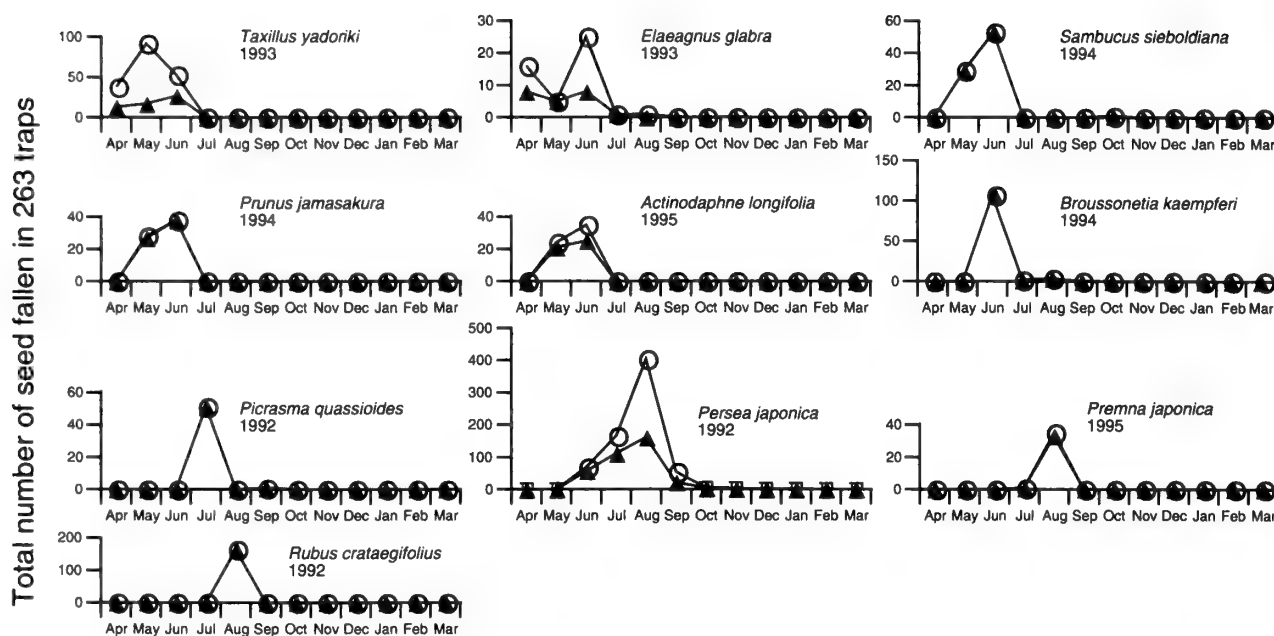 Total number of seed fallen in 263 traps
Taxillus yadoriki
1993
100
50
0
Apr May Jun Jul Aug Sep Oct Nov Dec Jan Feb Mar
Elaeagnus glabra
1993
30
20
10
0
Apr May Jun Jul Aug Sep Oct Nov Dec Jan Feb Mar
Sambucus sieboldiana
1994
60
40
20
0
Apr May Jun Jul Aug Sep Oct Nov Dec Jan Feb Mar
Prunus jamasakura
1994
40
20
0
Apr May Jun Jul Aug Sep Oct Nov Dec Jan Feb Mar
Actinodaphne longifolia
1995
40
20
0
Apr May Jun Jul Aug Sep Oct Nov Dec Jan Feb Mar
Broussonetia kaempferi
1994
150
100
50
0
Apr May Jun Jul Aug Sep Oct Nov Dec Jan Feb Mar
Picrasma quassioides
1992
60
40
20
0
Apr May Jun Jul Aug Sep Oct Nov Dec Jan Feb Mar
Persea japonica
1992
500
400
300
200
100
0
Apr May Jun Jul Aug Sep Oct Nov Dec Jan Feb Mar
Premna japonica
1995
40
20
0
Apr May Jun Jul Aug Sep Oct Nov Dec Jan Feb Mar
Rubus crataegifolius
1992
200
100
0
Apr May Jun Jul Aug Sep Oct Nov Dec Jan Feb Mar